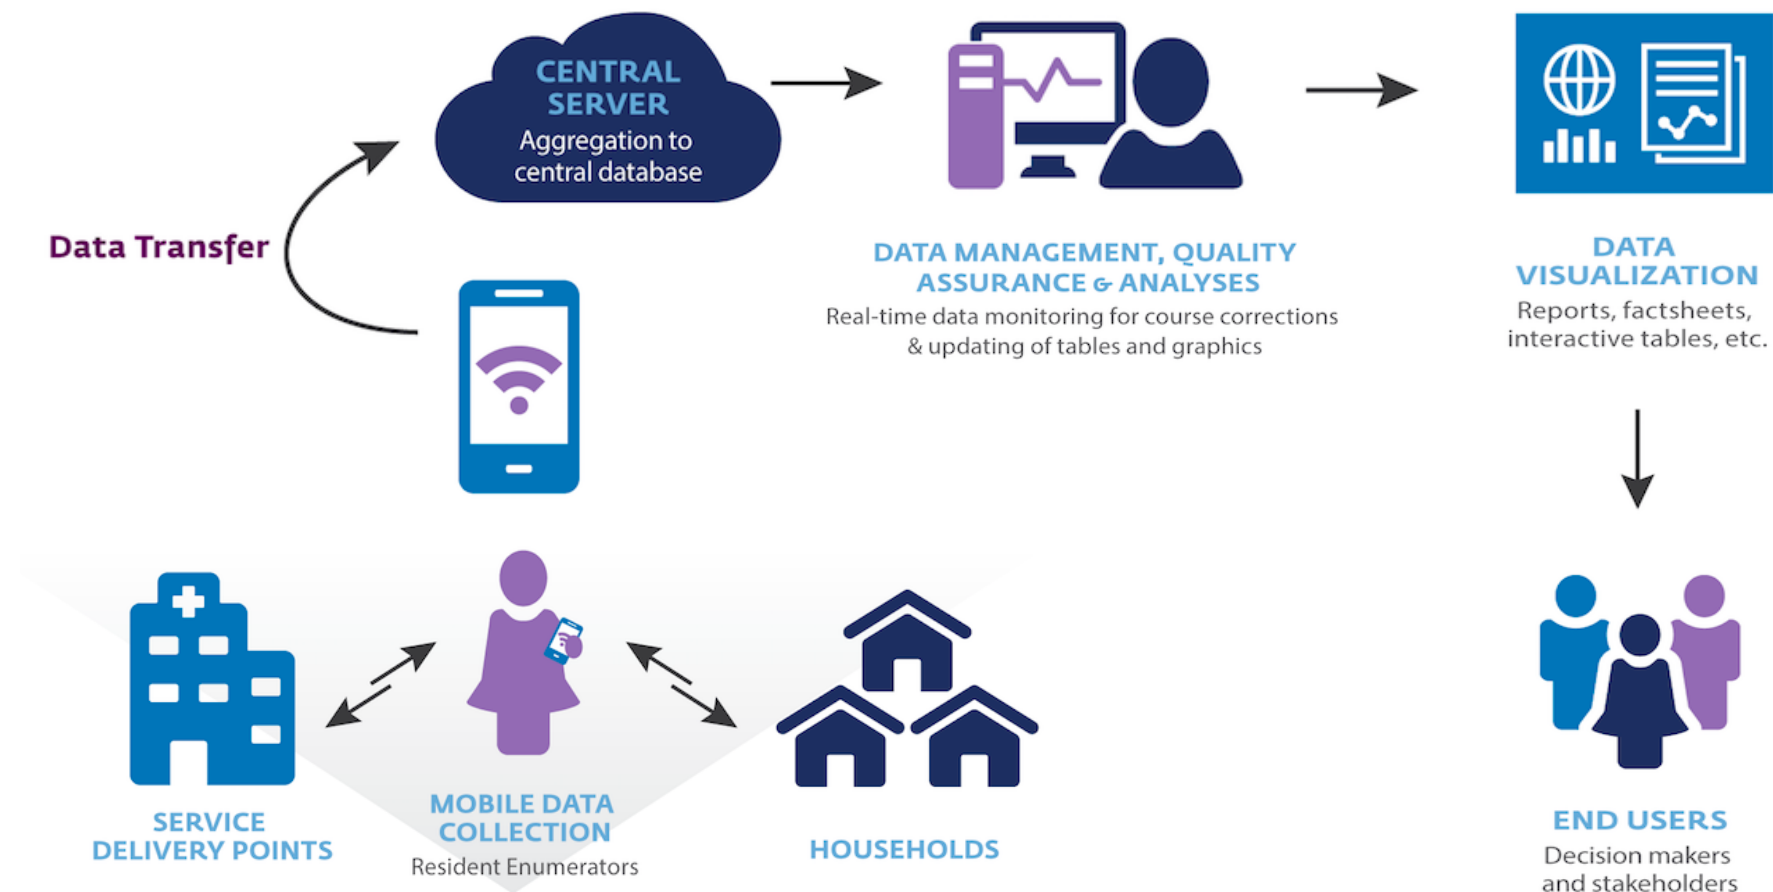 CENTRAL
SERVER
Aggregation to
central database
Data Transfer
DATA MANAGEMENT, QUALITY
ASSURANCE & ANALYSES
Real-time data monitoring for course corrections
& updating of tables and graphics
DATA
VISUALIZATION
Reports, factsheets,
interactive tables, etc.
SERVICE
DELIVERY POINTS
MOBILE DATA
COLLECTION
Resident Enumerators
HOUSEHOLDS
END USERS
Decision makers
and stakeholders